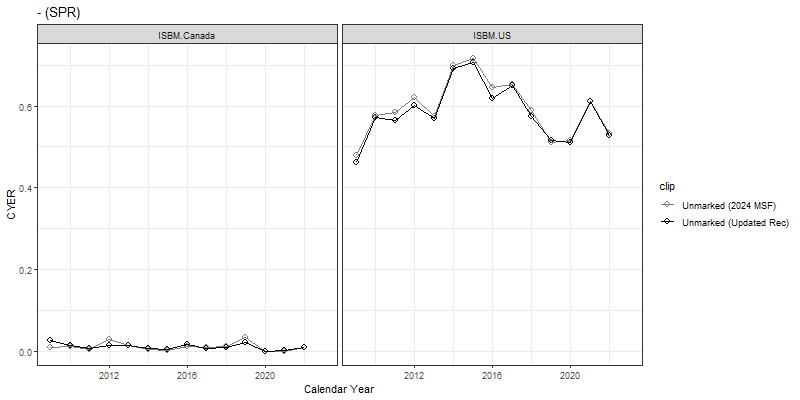 - (SPR)
ISBM.Canada
ISBM.US
CYER
0.6
0.4
0.2
0.0
2012
2016
2020
2012
2016
2020
Calendar Year
clip
Unmarked (2024 MSF)
Unmarked (Updated Rec)